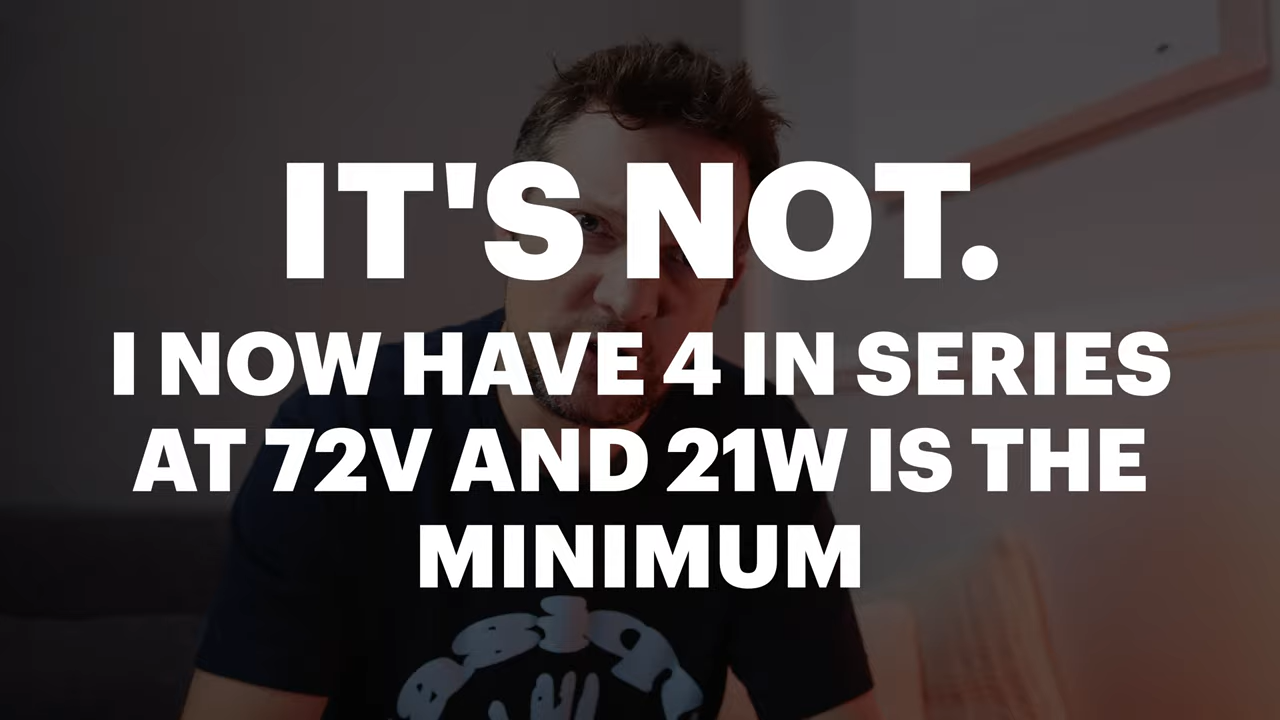 IT'S NOT.
I NOW HAVE 4 IN SERIES
AT 72V AND 21W IS THE
MINIMUM